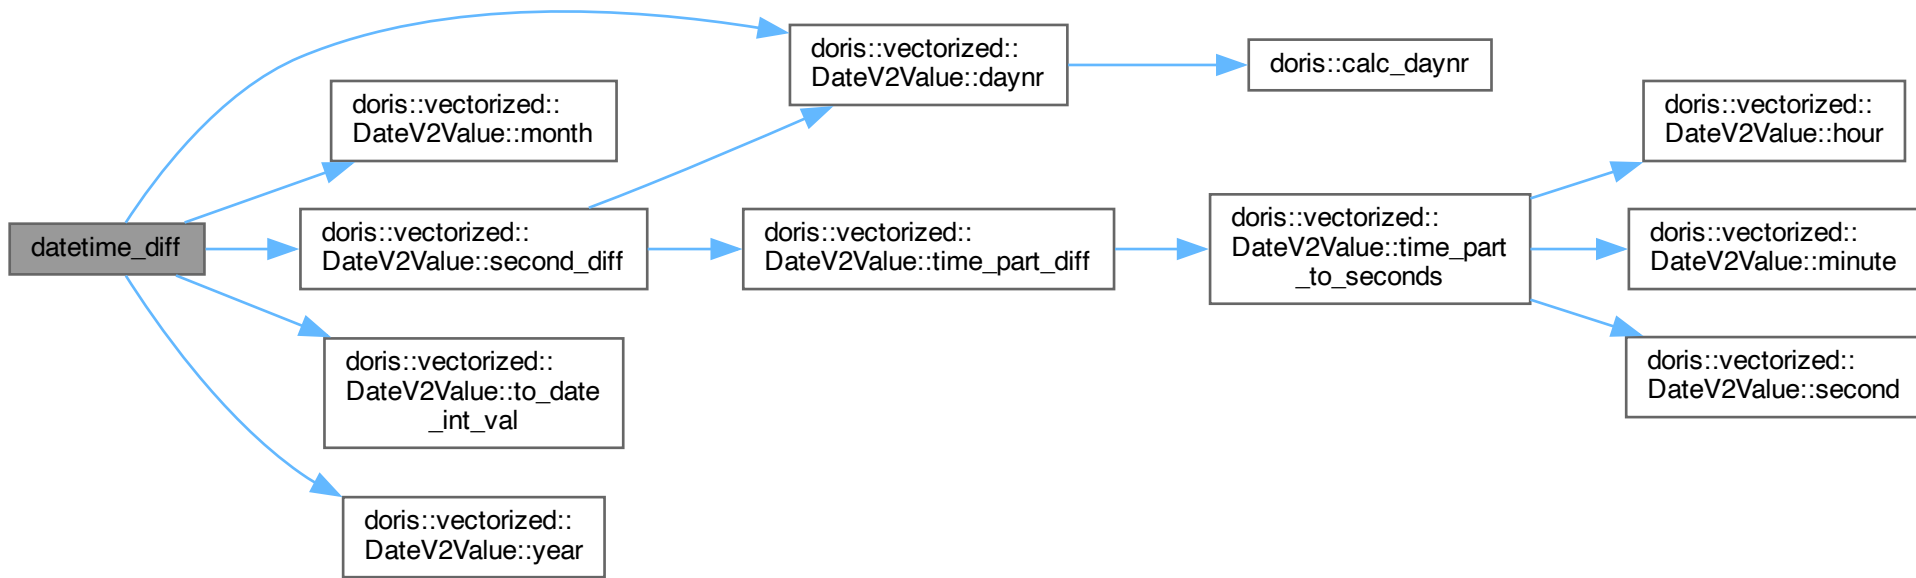 datetime_diff
doris::vectorized::
DateV2Value::month
doris::vectorized::
DateV2Value::second_diff
doris::vectorized::
DateV2Value::to_date
_int_val
doris::vectorized::
DateV2Value::year
doris::vectorized::
DateV2Value::daynr
doris::vectorized::
DateV2Value::time_part_diff
doris::calc_daynr
doris::vectorized::
DateV2Value::time_part
_to_seconds
doris::vectorized::
DateV2Value::hour
doris::vectorized::
DateV2Value::minute
doris::vectorized::
DateV2Value::second